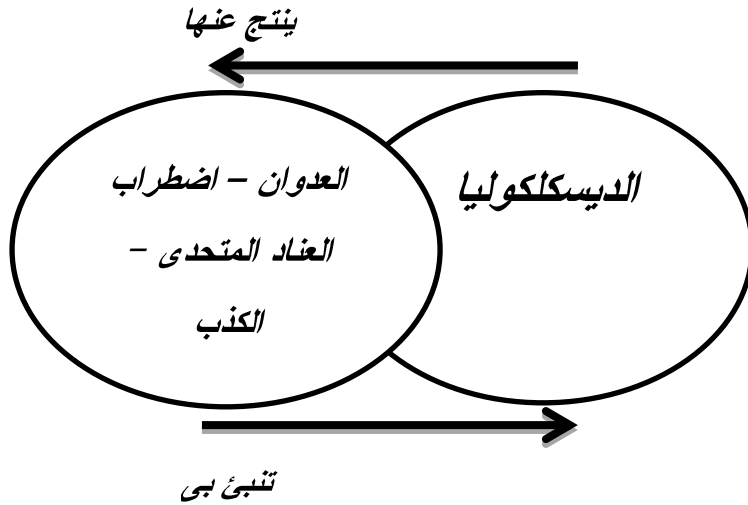 ينتج عنها
الديسكلكوليا
العدوان – اضطراب
العناد المتحدى –
الكذب
تنبئ بى